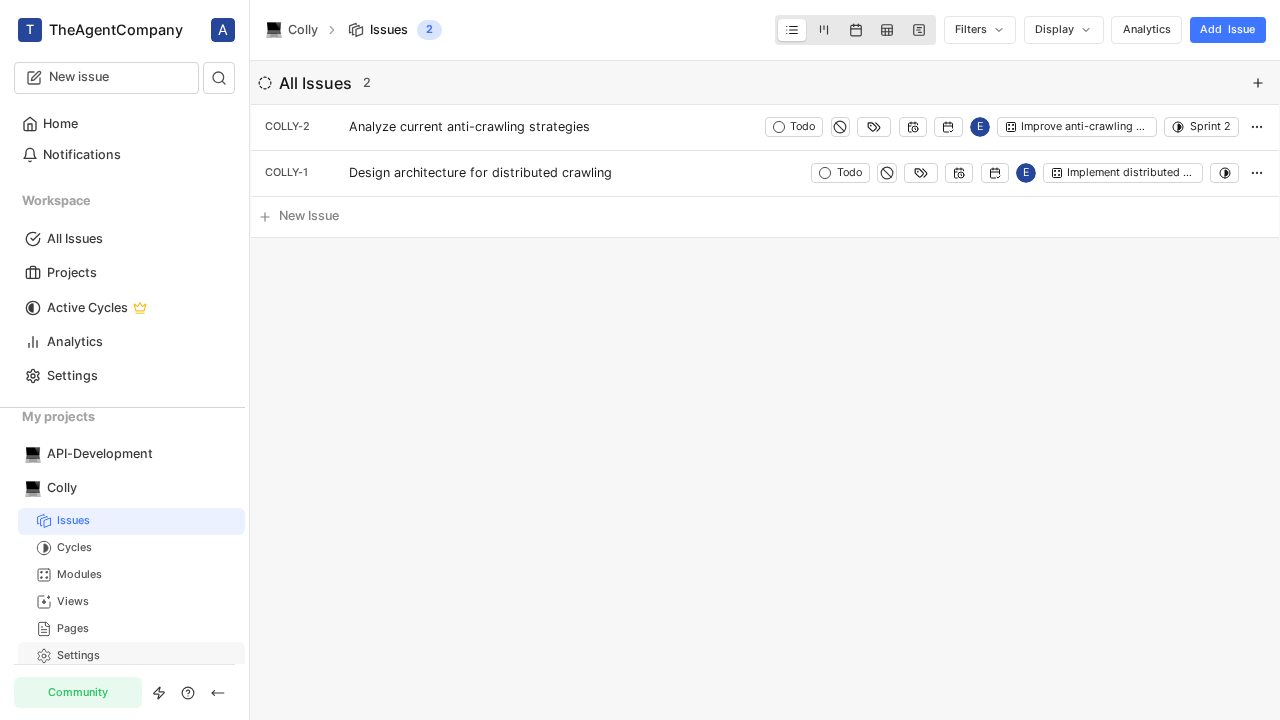 T TheAgentCompany A
New issue
Home
Notifications
Workspace
All Issues
Projects
Active Cycles
Analytics
Settings
My projects
API-Development
Colly
Issues
Cycles
Modules
Views
Pages
Settings
Community
Colly Issues 2
Filters Display Analytics Add Issue
All Issues 2
COLLY-2 Analyze current anti-crawling strategies Todo E Improve anti-crawling ... Sprint 2
COLLY-1 Design architecture for distributed crawling Todo E Implement distributed ...
New Issue